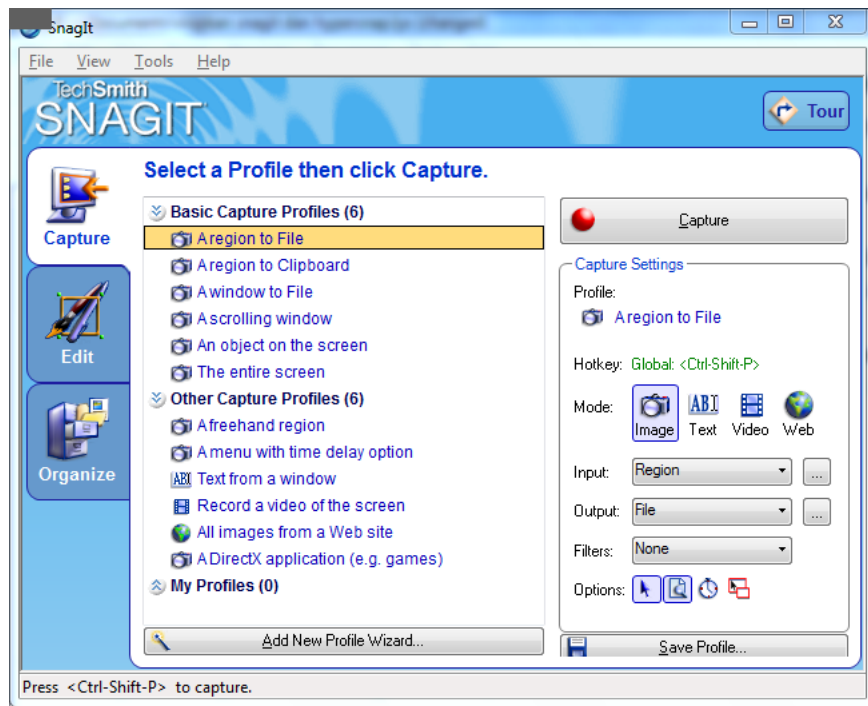 SnagIt
File View Tools Help
TechSmith
SNAGIT
Tour
Select a Profile then click Capture.
Capture
Edit
Organize
Basic Capture Profiles (6)
A region to File
A region to Clipboard
A window to File
A scrolling window
An object on the screen
The entire screen
Other Capture Profiles (6)
A freehand region
A menu with time delay option
ABI Text from a window
Record a video of the screen
All images from a Web site
A DirectX application (e.g. games)
My Profiles (0)
Add New Profile Wizard...
Capture
Capture Settings
Profile:
A region to File
Hotkey: Global: <Ctrl-Shift-P>
Mode: ABI
Image Text Video Web
Input: Region ...
Output: File ...
Filters: None
Options:
Save Profile...
Press <Ctrl-Shift-P> to capture.